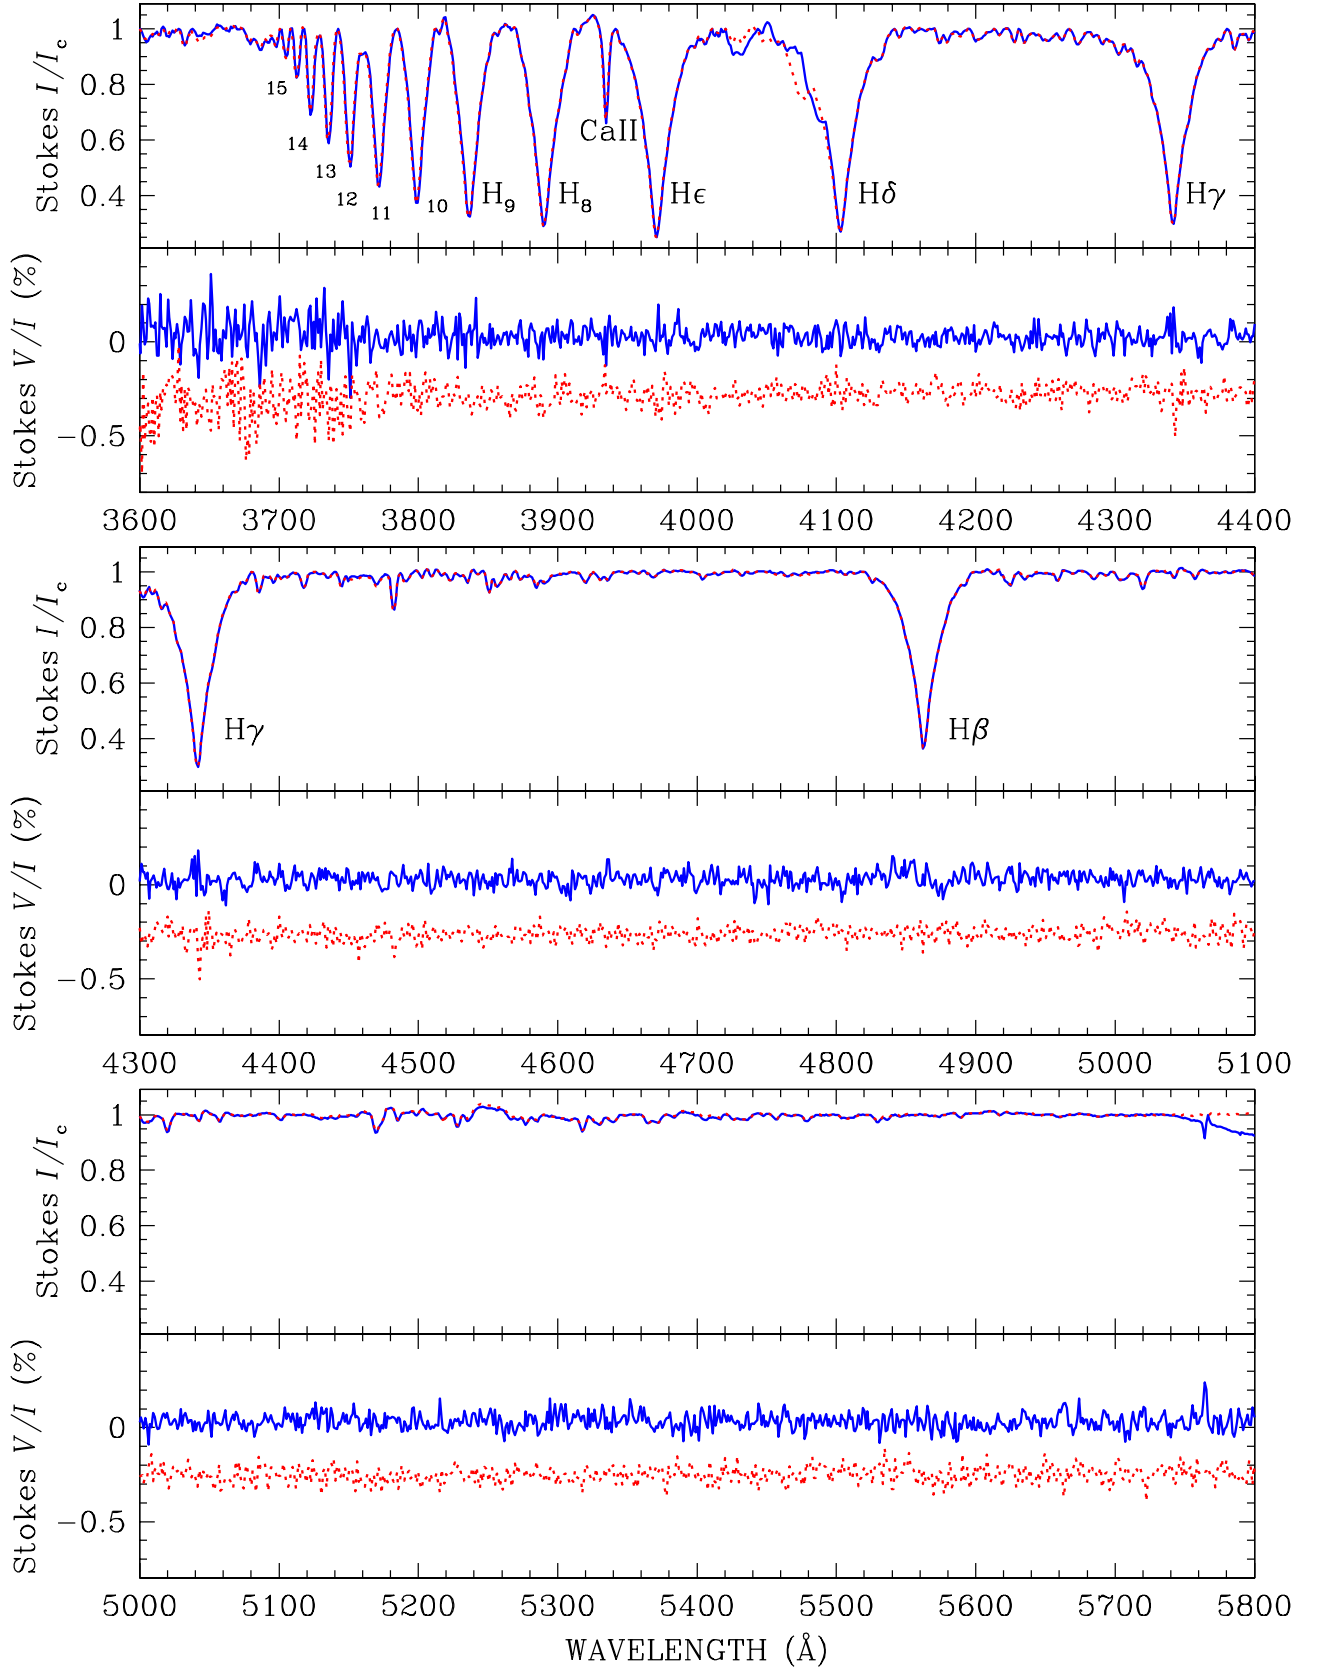 Stokes I/Ic
1
0.8
0.6
0.4
15
14
13
12
11
10
H9
H8
CaII
Hϵ
Hδ
Hγ
Stokes V/I (%)
0
−0.5
3600 3700 3800 3900 4000 4100 4200 4300 4400
Stokes I/Ic
1
0.8
0.6
0.4
Hγ
Hβ
Stokes V/I (%)
0
−0.5
4300 4400 4500 4600 4700 4800 4900 5000 5100
Stokes I/Ic
1
0.8
0.6
0.4
Stokes V/I (%)
0
−0.5
5000 5100 5200 5300 5400 5500 5600 5700 5800
WAVELENGTH (Å)